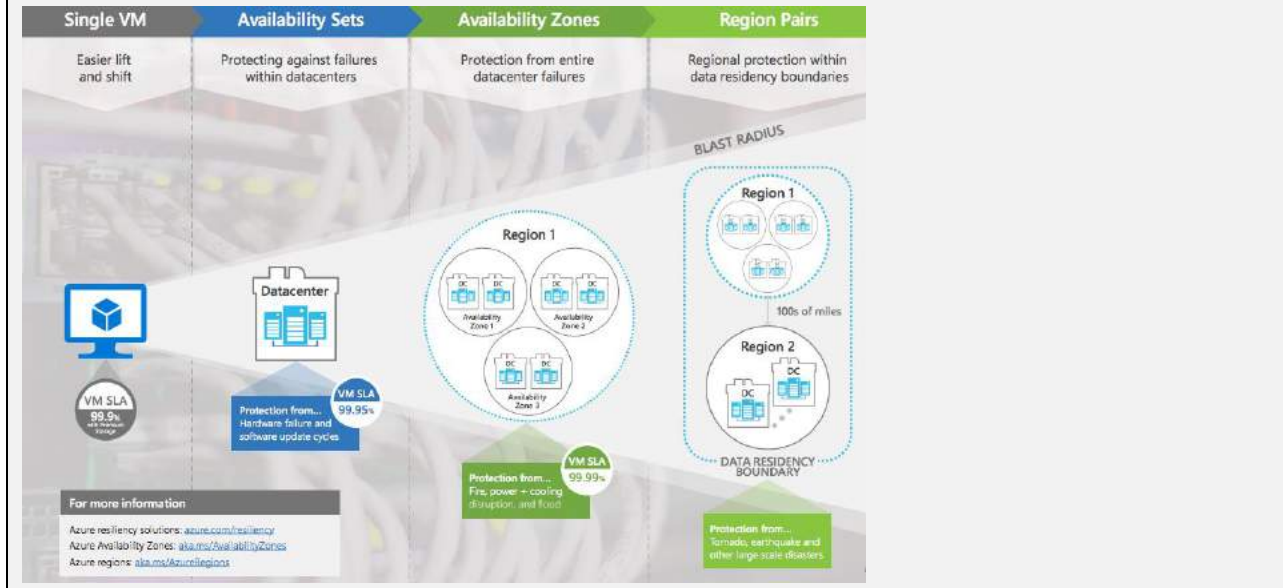 Single VM
Availability Sets
Availability Zones
Region Pairs
Easier lift
and shift
Protecting against failures
within datacenters
Protection from entire
datacenter failures
Regional protection within
data residency boundaries
BLAST RADIUS
Region 1
DC
DC
Availability
Zone 1
DC
DC
Availability
Zone 2
DC
DC
Availability
Zone 3
Datacenter
Region 1
100s of miles
Region 2
DC
DC
DATA RESIDENCY
BOUNDARY
VM SLA
99.9%
with Premium
Storage
VM SLA
99.95%
Protection from...
Hardware failure and
software update cycles
VM SLA
99.99%
Protection from...
Fire, power + cooling
disruption, and flood
Protection from...
Tornado, earthquake and
other large scale disasters
For more information
Azure resiliency solutions: azure.com/resiliency
Azure Availability Zones: aka.ms/AvailabilityZones
Azure regions: aka.ms/AzureRegions